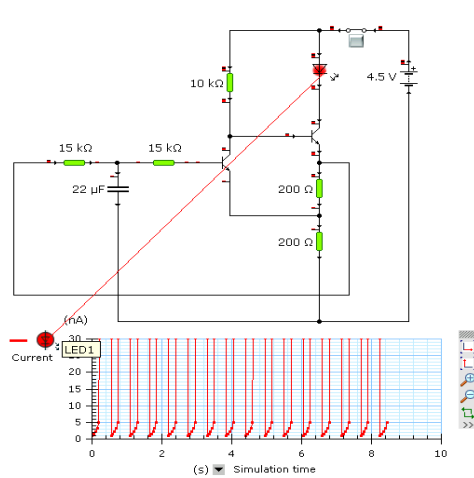 10 kΩ
4.5 V
15 kΩ
15 kΩ
22 µF
200 Ω
200 Ω
(nA)
Current
LED1
30
20
15
10
5
0
0 2 4 6 8 10
(s) Simulation time
>>